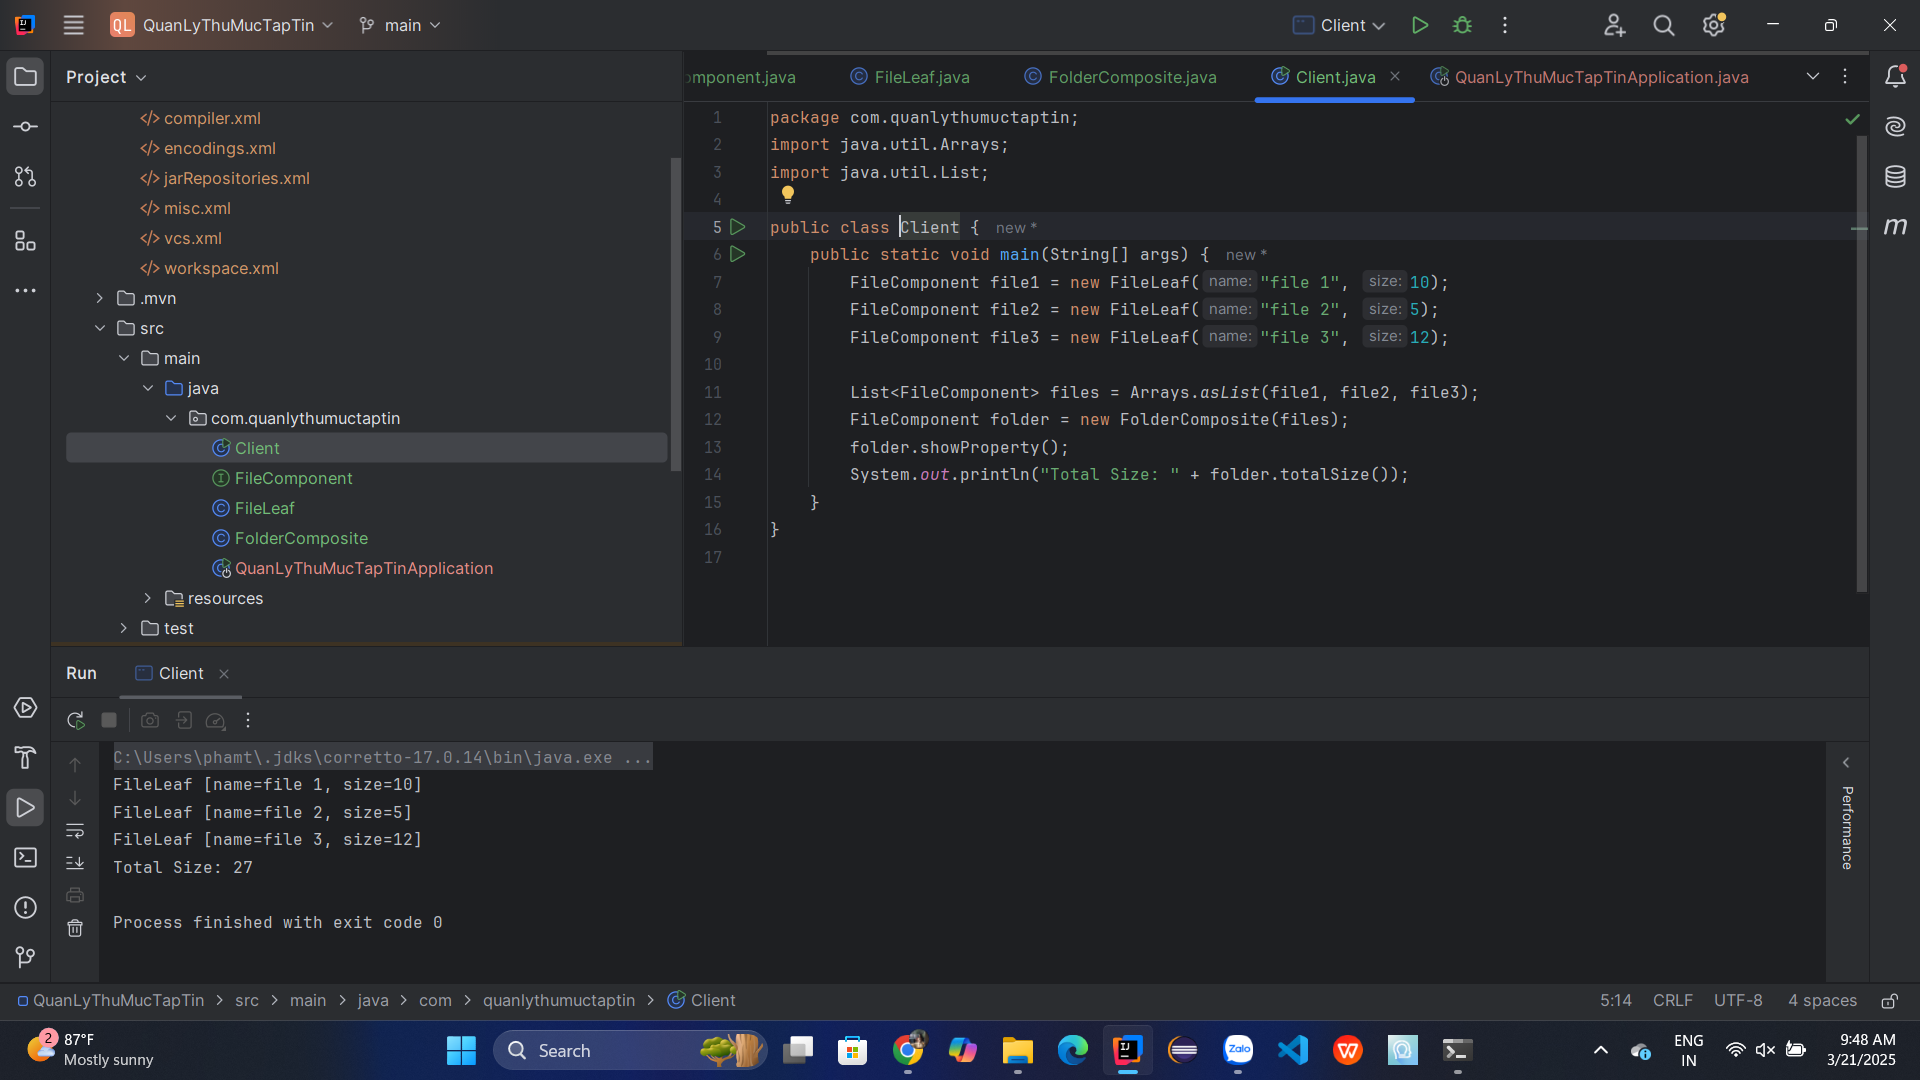 QL QuanLyThuMucTapTin main Client
Project
omponent.java FileLeaf.java FolderComposite.java Client.java QuanLyThuMucTapTinApplication.java
</> compiler.xml
</> encodings.xml
</> jarRepositories.xml
</> misc.xml
</> vcs.xml
</> workspace.xml
.mvn
src
main
java
com.quanlythumuctaptin
Client
FileComponent
FileLeaf
FolderComposite
QuanLyThuMucTapTinApplication
resources
test
1 package com.quanlythumuctaptin;
2 import java.util.Arrays;
3 import java.util.List;
4
5 public class Client { new *
6 public static void main(String[] args) { new *
7 FileComponent file1 = new FileLeaf( name: "file 1", size: 10);
8 FileComponent file2 = new FileLeaf( name: "file 2", size: 5);
9 FileComponent file3 = new FileLeaf( name: "file 3", size: 12);
10
11 List<FileComponent> files = Arrays.asList(file1, file2, file3);
12 FileComponent folder = new FolderComposite(files);
13 folder.showProperty();
14 System.out.println("Total Size: " + folder.totalSize());
15 }
16 }
17
m
Run Client
C:\Users\phamt\.jdks\corretto-17.0.14\bin\java.exe ...
FileLeaf [name=file 1, size=10]
FileLeaf [name=file 2, size=5]
FileLeaf [name=file 3, size=12]
Total Size: 27
Process finished with exit code 0
Performance
QuanLyThuMucTapTin > src > main > java > com > quanlythumuctaptin > Client 5:14 CRLF UTF-8 4 spaces
2 87°F
Mostly sunny
Search
Zalo
ENG
IN
9:48 AM
3/21/2025